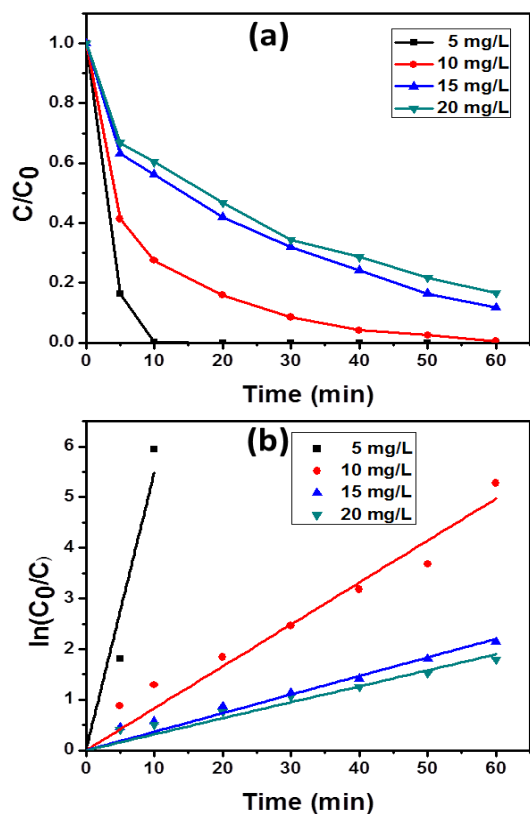 (a)
5 mg/L
10 mg/L
15 mg/L
20 mg/L
C/C0
1.0
0.8
0.6
0.4
0.2
0.0
0 10 20 30 40 50 60
Time (min)
(b)
5 mg/L
10 mg/L
15 mg/L
20 mg/L
ln(C0/C)
6
5
4
3
2
1
0
0 10 20 30 40 50 60
Time (min)